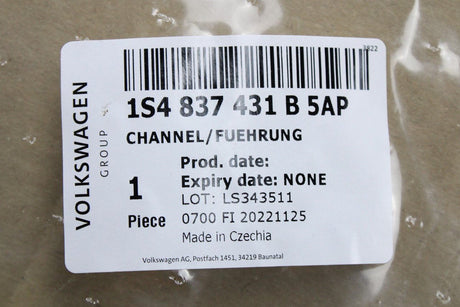 3822
VOLKSWAGEN
GROUP
1S4 837 431 B 5AP
CHANNEL/FUEHRUNG
Prod. date:
1 Expiry date: NONE
LOT: LS343511
Piece 0700 FI 20221125
Made in Czechia
Volkswagen AG, Postfach 1451, 34219 Baunatal